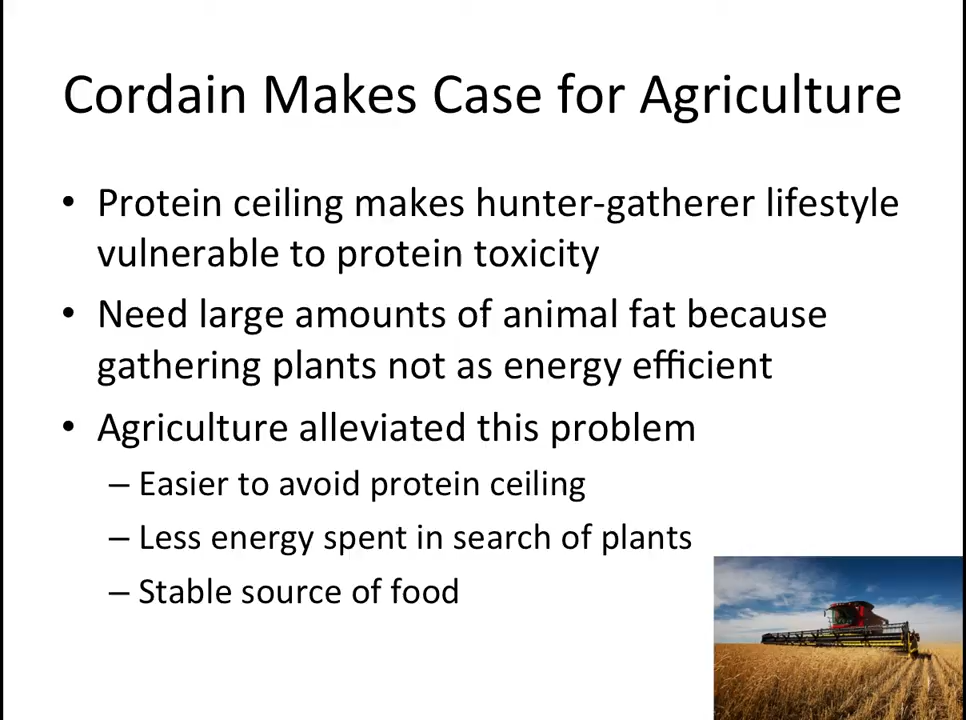 Cordain Makes Case for Agriculture
• Protein ceiling makes hunter-gatherer lifestyle
vulnerable to protein toxicity
• Need large amounts of animal fat because
gathering plants not as energy efficient
• Agriculture alleviated this problem
– Easier to avoid protein ceiling
– Less energy spent in search of plants
– Stable source of food